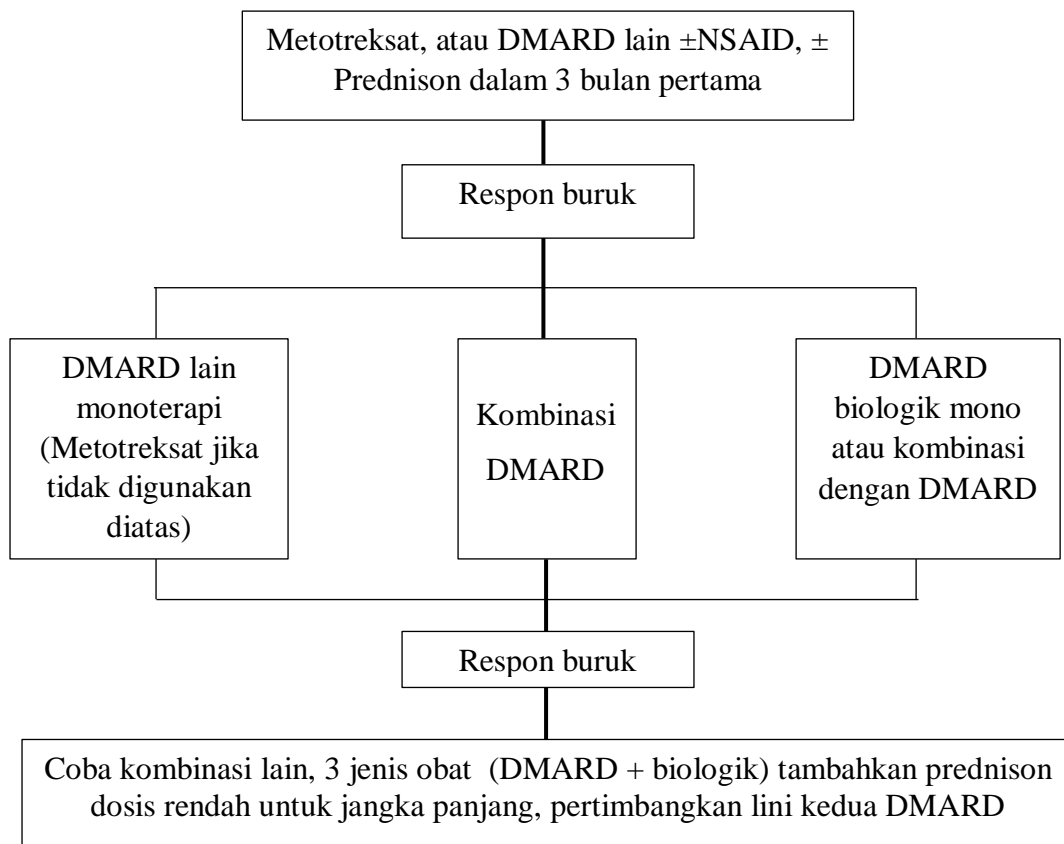 Metotreksat, atau DMARD lain ±NSAID, ±
Prednison dalam 3 bulan pertama
Respon buruk
DMARD lain
monoterapi
(Metotreksat jika
tidak digunakan
diatas)
Kombinasi
DMARD
DMARD
biologik mono
atau kombinasi
dengan DMARD
Respon buruk
Coba kombinasi lain, 3 jenis obat (DMARD + biologik) tambahkan prednison
dosis rendah untuk jangka panjang, pertimbangkan lini kedua DMARD